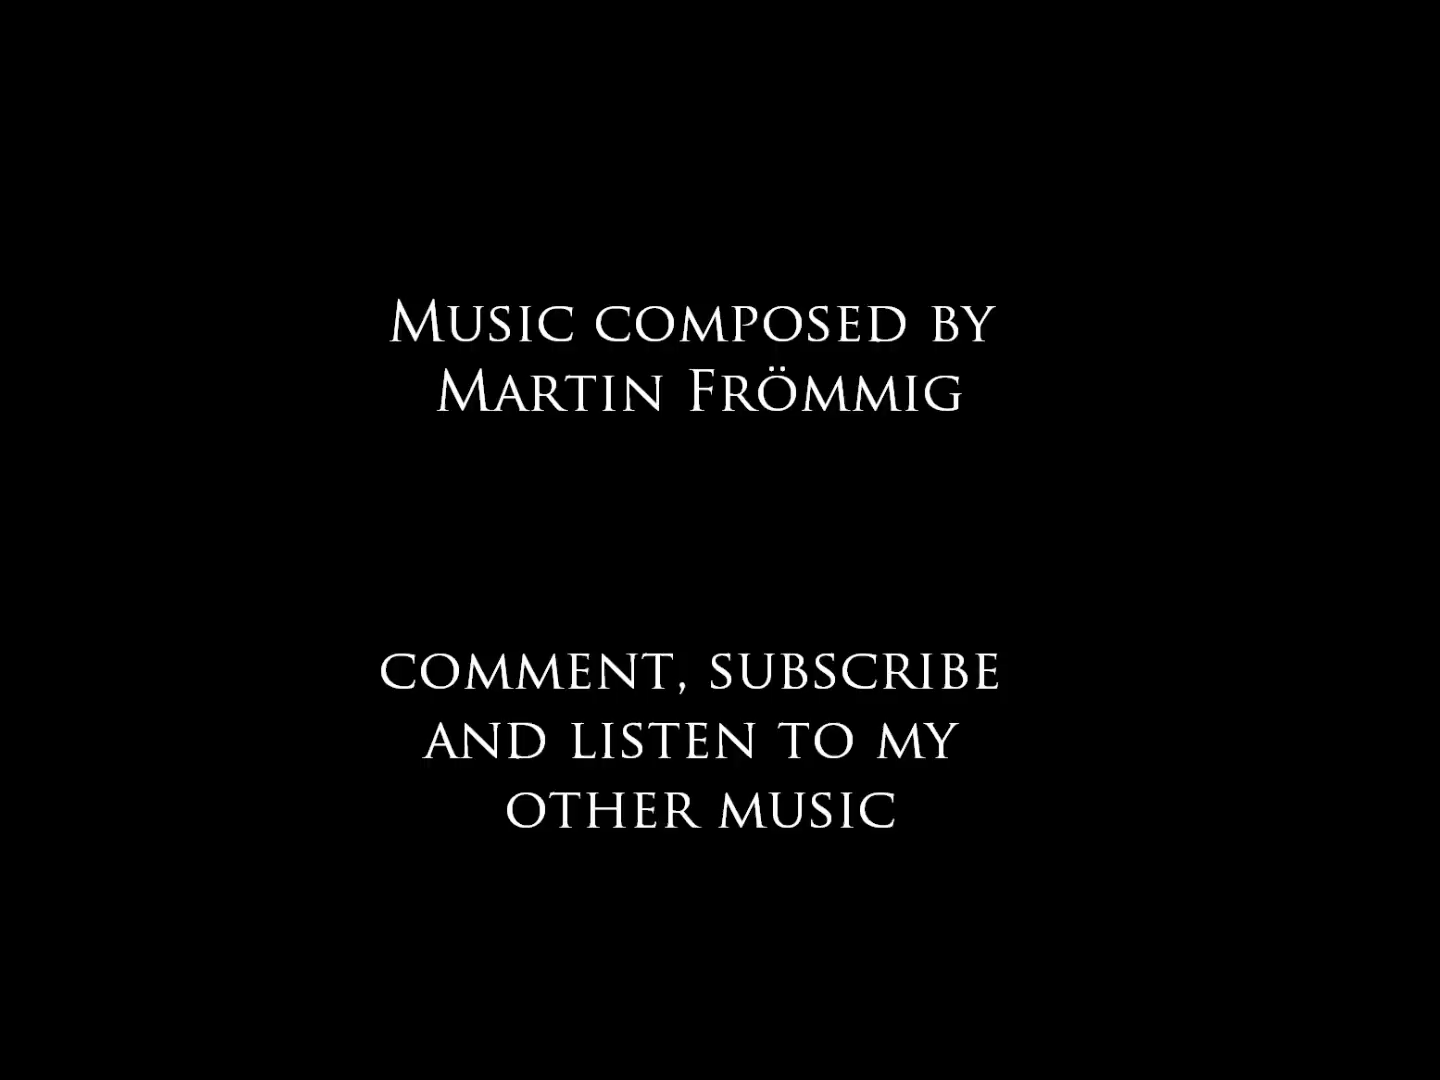 Music composed by
Martin Frömmig
comment, subscribe
and listen to my
other music